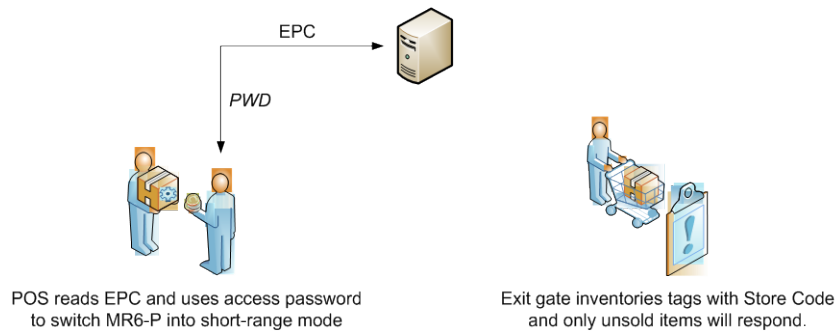 EPC
PWD
POS reads EPC and uses access password
to switch MR6-P into short-range mode
Exit gate inventories tags with Store Code
and only unsold items will respond.